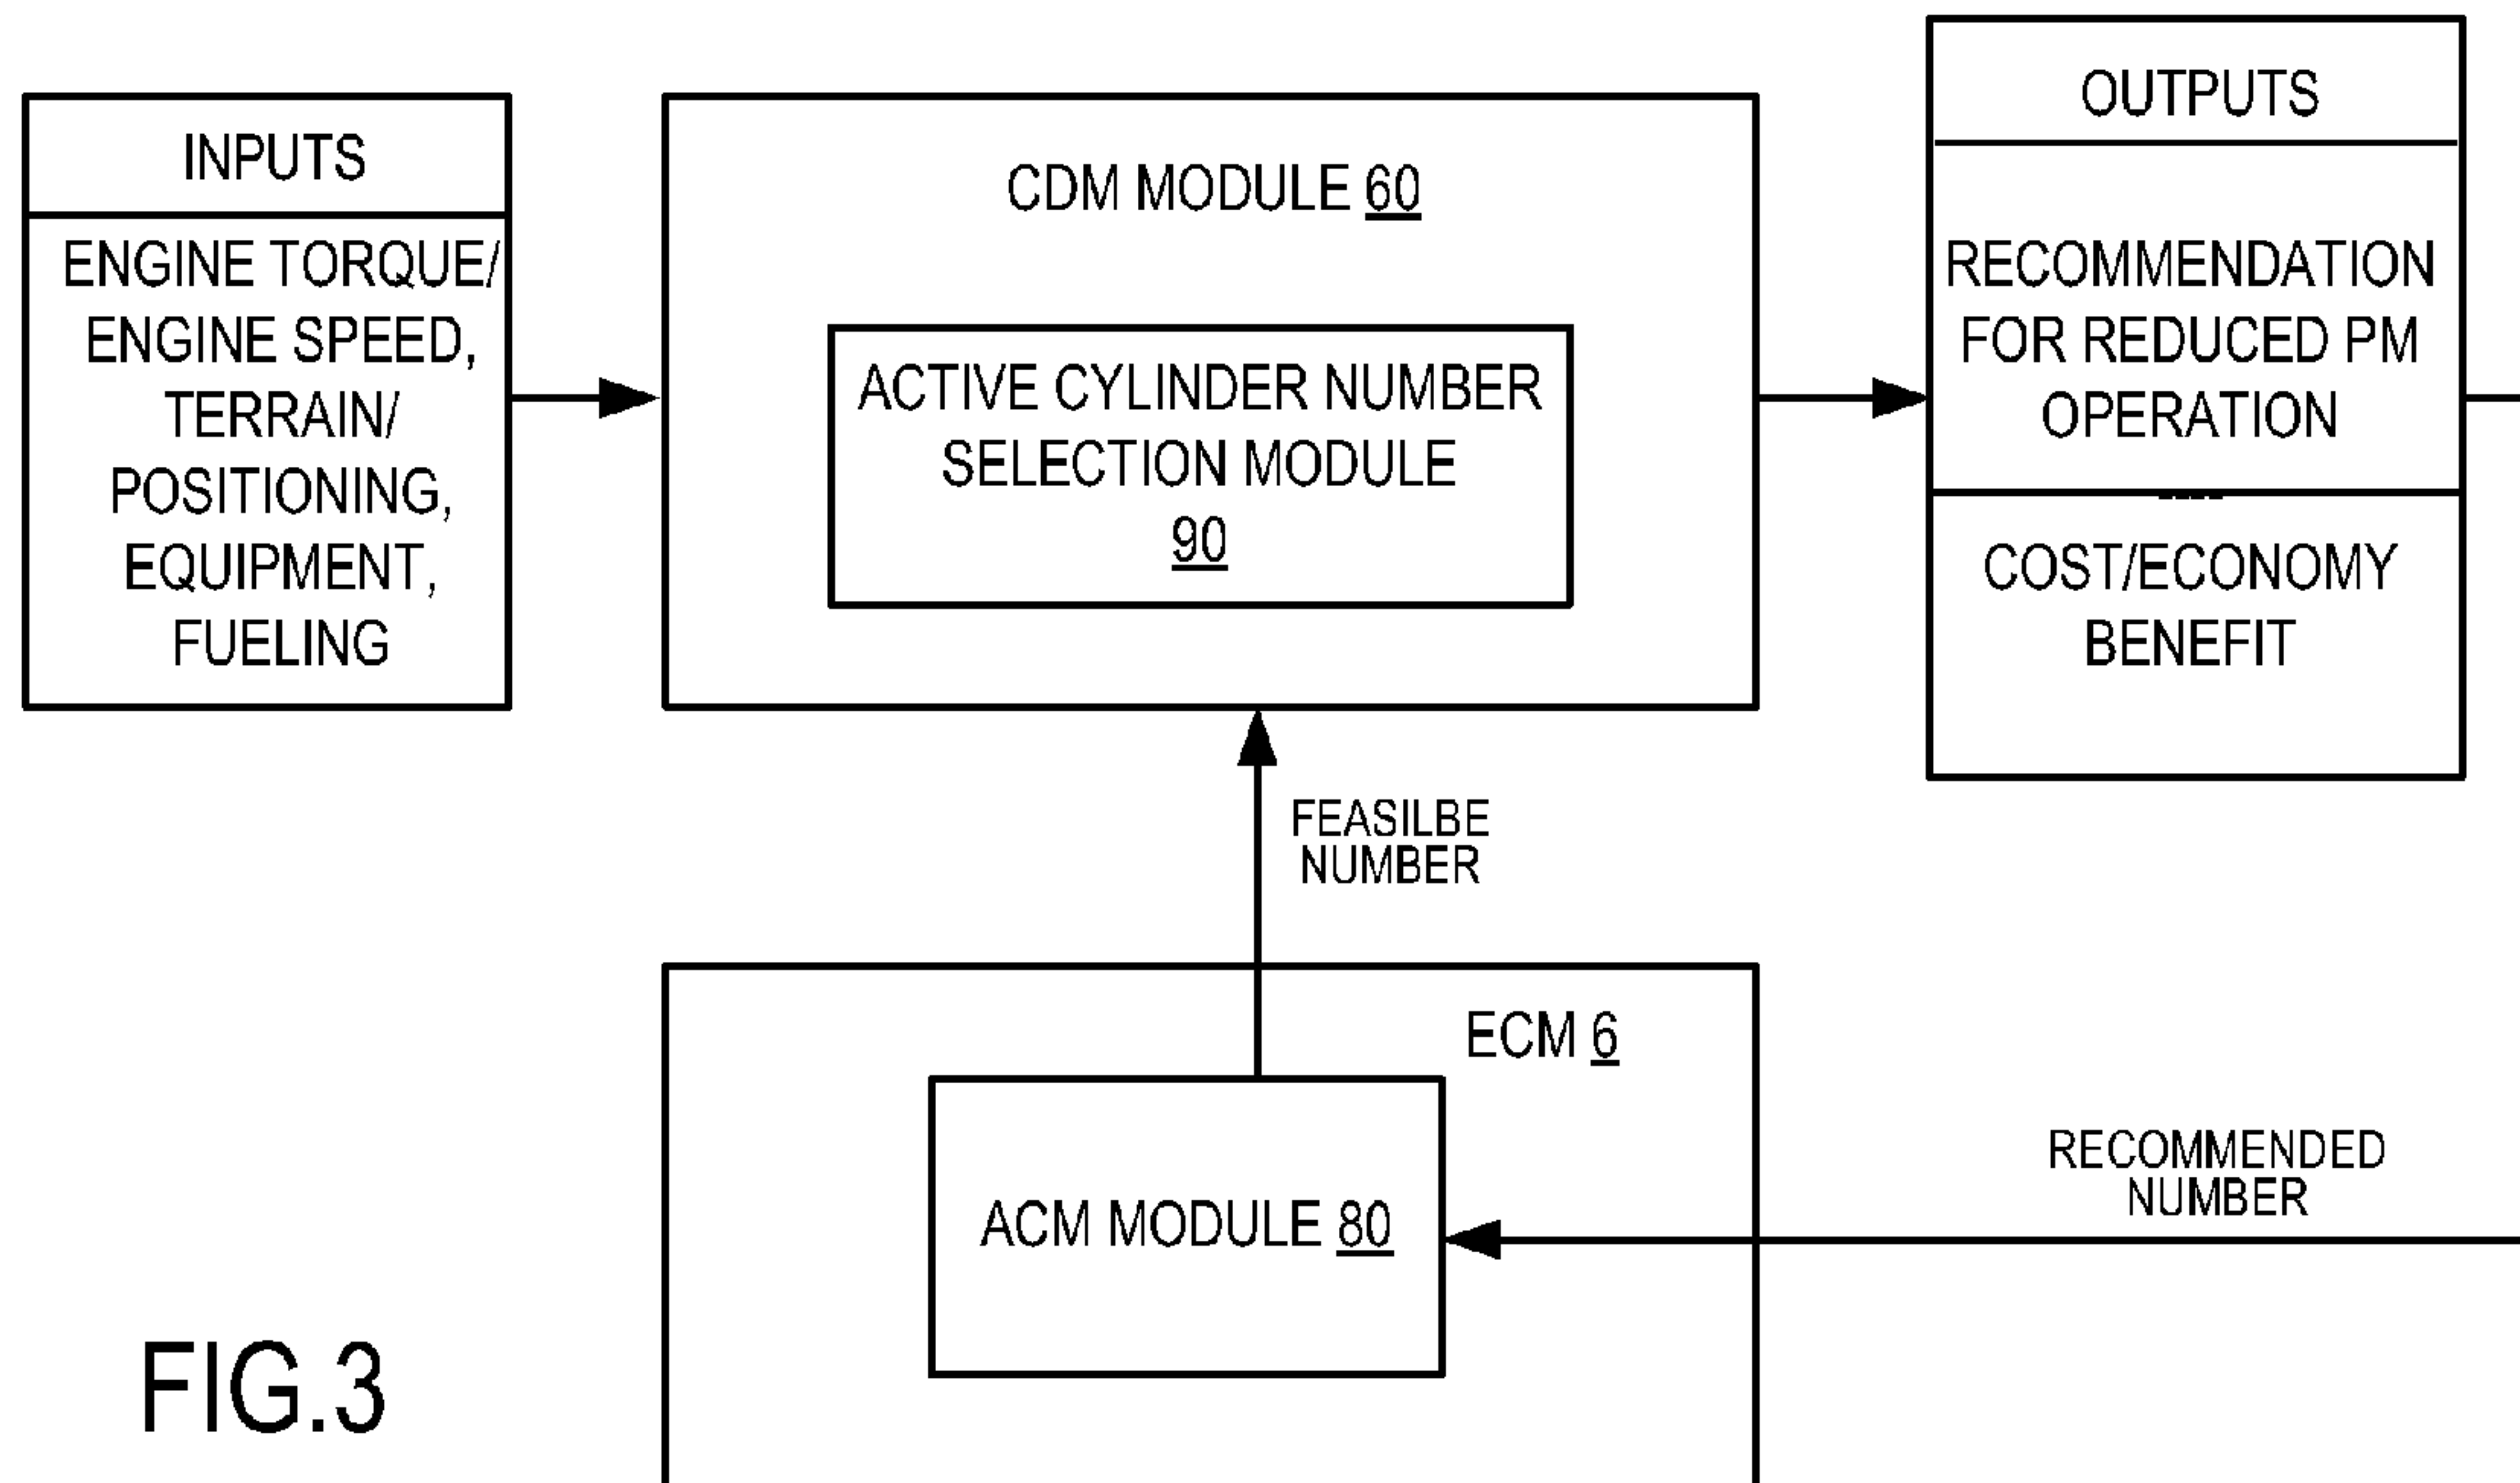 INPUTS
ENGINE TORQUE/
ENGINE SPEED,
TERRAIN/
POSITIONING,
EQUIPMENT,
FUELING
CDM MODULE 60
ACTIVE CYLINDER NUMBER
SELECTION MODULE
90
OUTPUTS
RECOMMENDATION
FOR REDUCED PM
OPERATION
COST/ECONOMY
BENEFIT
FEASILBE
NUMBER
ECM 6
ACM MODULE 80
RECOMMENDED
NUMBER
FIG.3